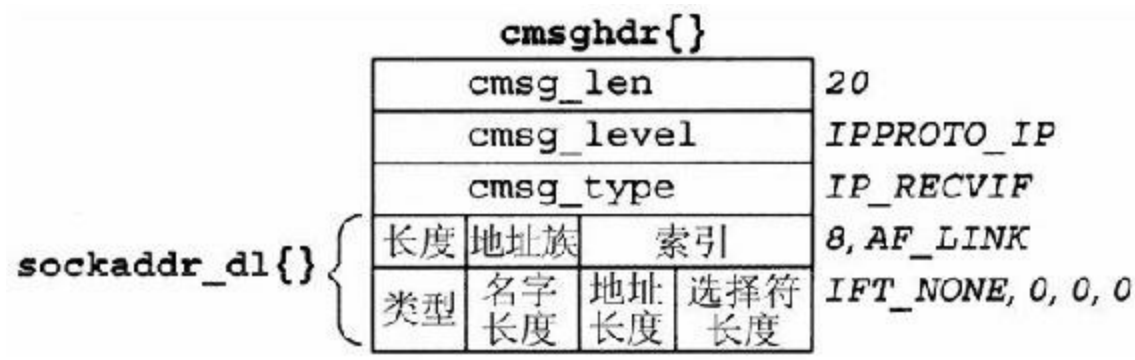 cmsghdr{}
cmsg_len 20
cmsg_level IPPROTO_IP
cmsg_type IP_RECVIF
长度 地址族 索引 8, AF_LINK
sockaddr_dl{}
类型 名字长度 地址长度 选择符长度 IFT_NONE, 0, 0, 0